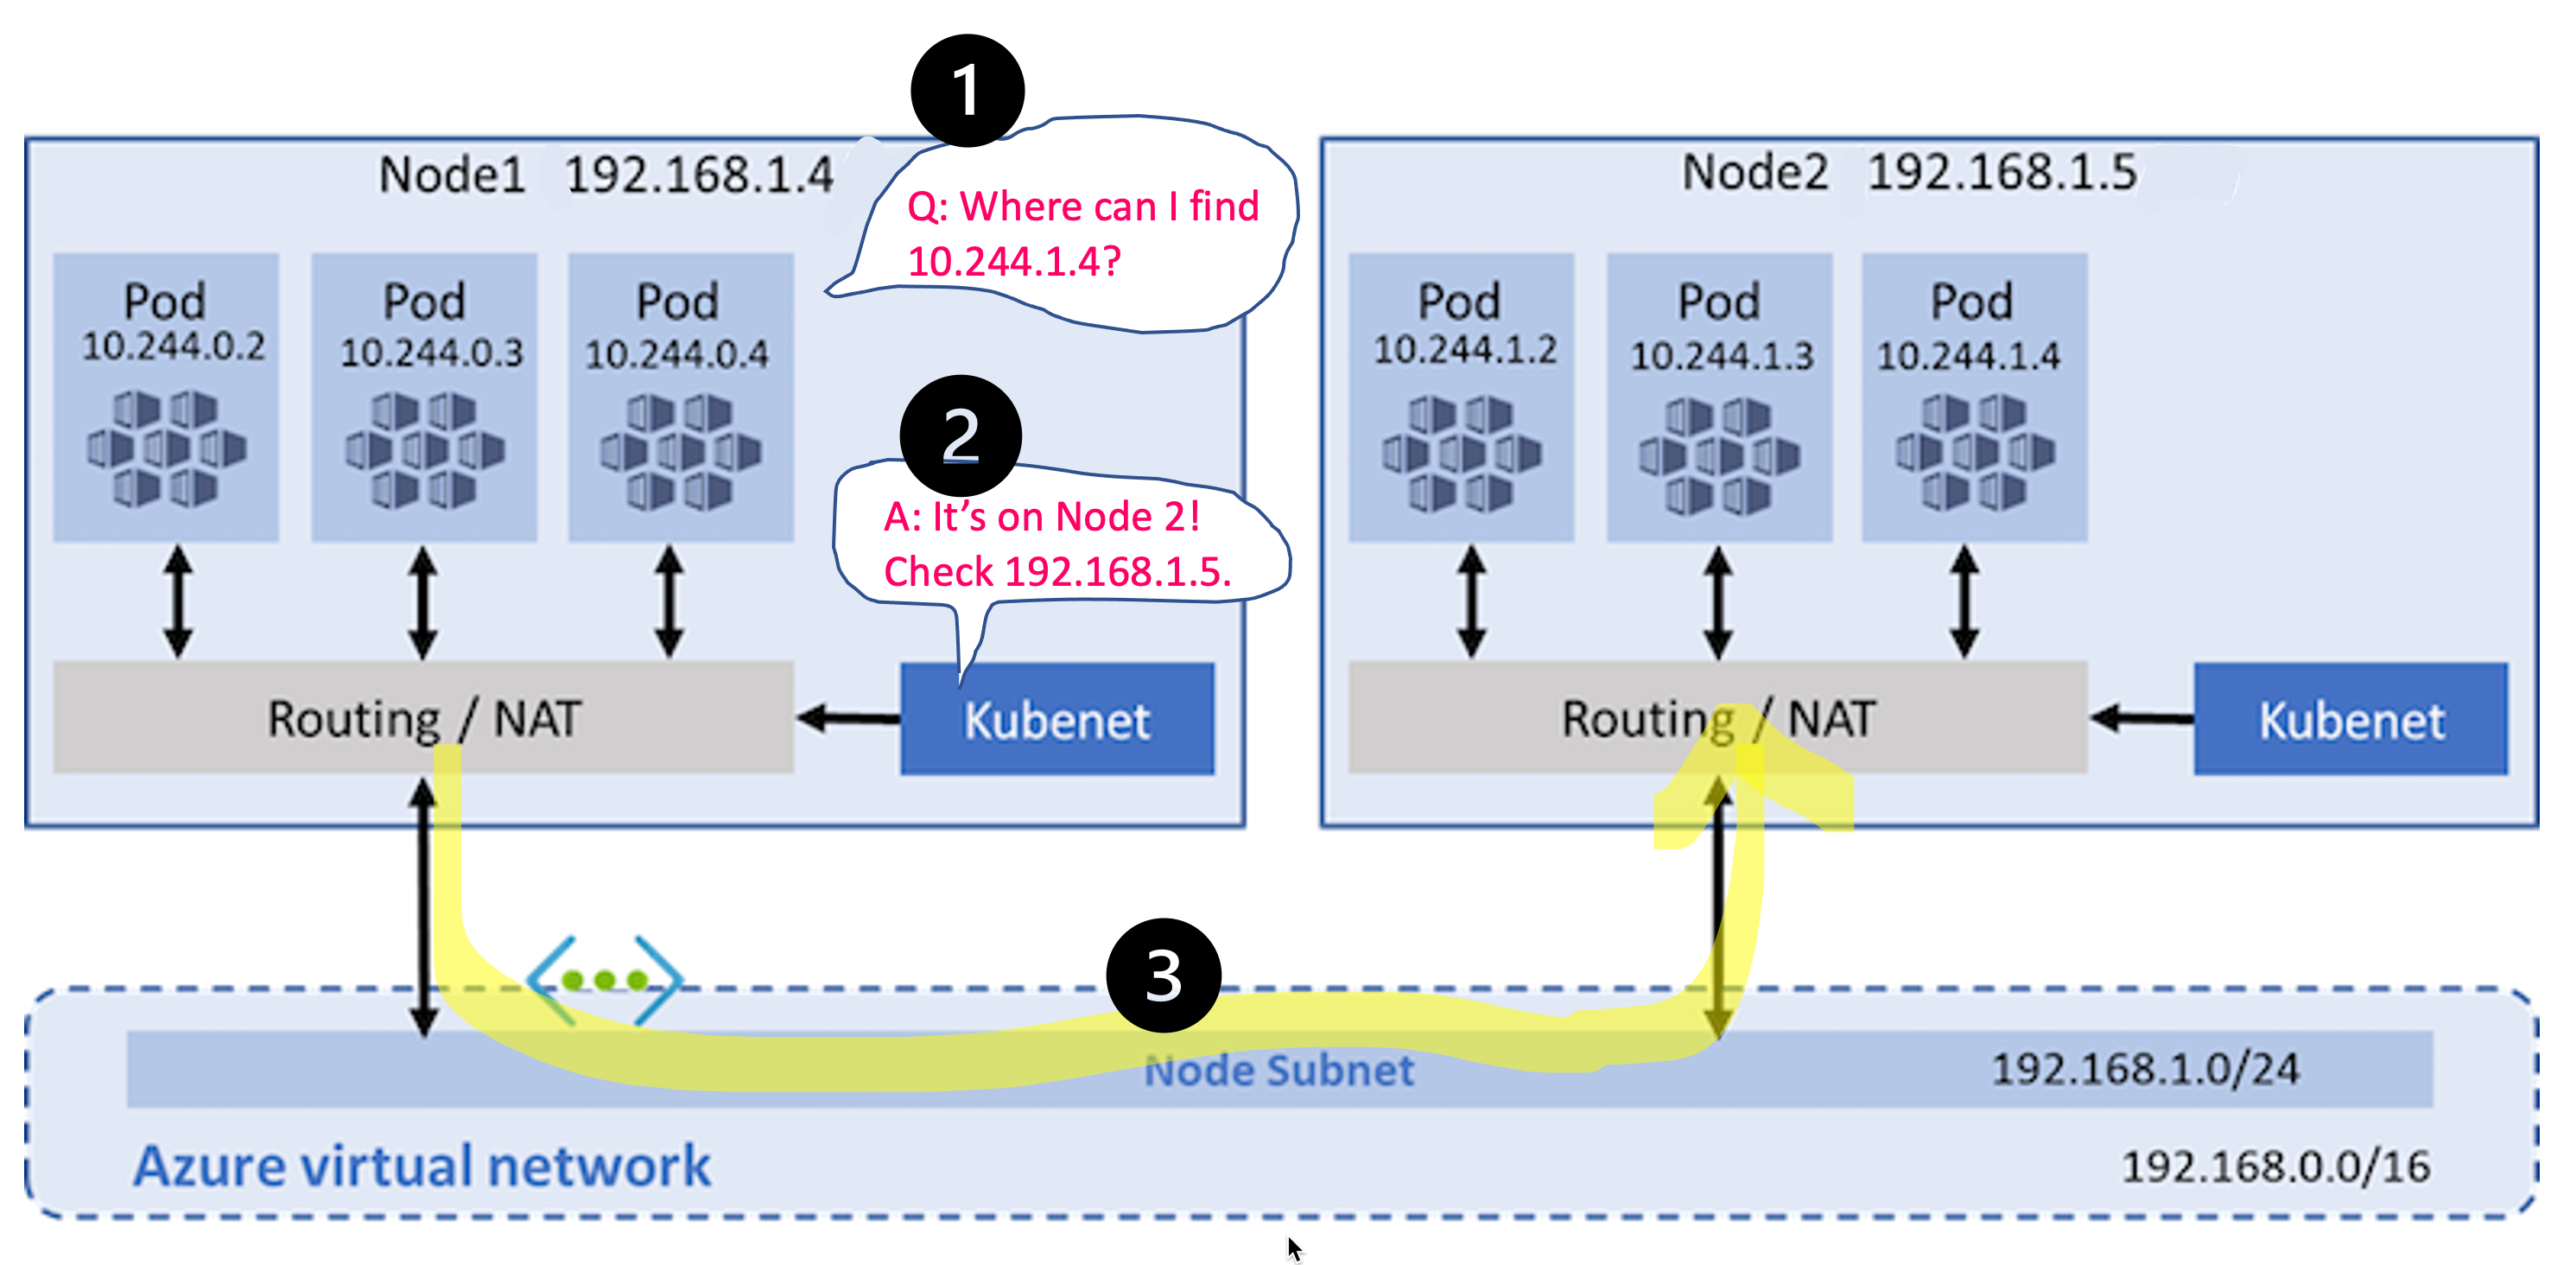 1
Node1 192.168.1.4
Q: Where can I find
10.244.1.4?
Pod
10.244.0.2
Pod
10.244.0.3
Pod
10.244.0.4
2
A: It’s on Node 2!
Check 192.168.1.5.
Routing / NAT
Kubenet
Node2 192.168.1.5
Pod
10.244.1.2
Pod
10.244.1.3
Pod
10.244.1.4
Routing / NAT
Kubenet
3
Node Subnet
192.168.1.0/24
Azure virtual network
192.168.0.0/16